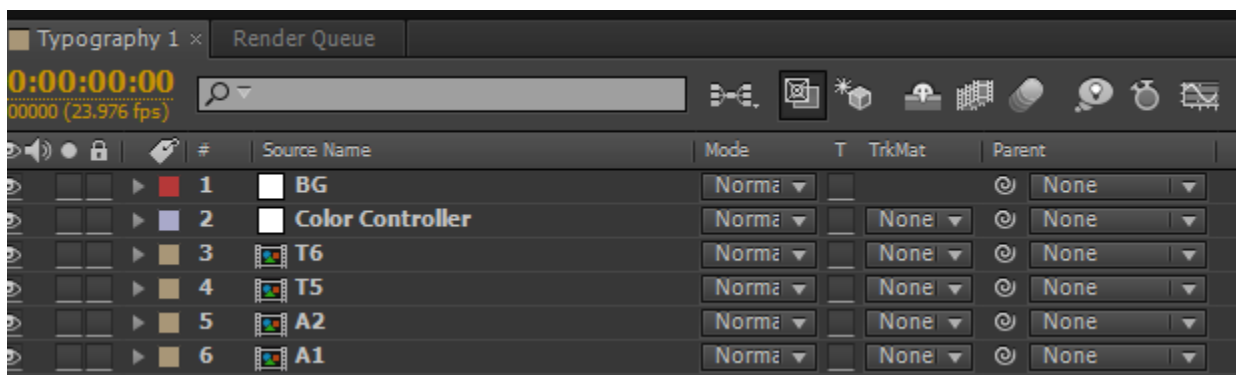 Typography 1 × Render Queue
0:00:00:00
00000 (23.976 fps)
# Source Name Mode T TrkMat Parent
1 BG Norma None
2 Color Controller Norma None None
3 T6 Norma None None
4 T5 Norma None None
5 A2 Norma None None
6 A1 Norma None None